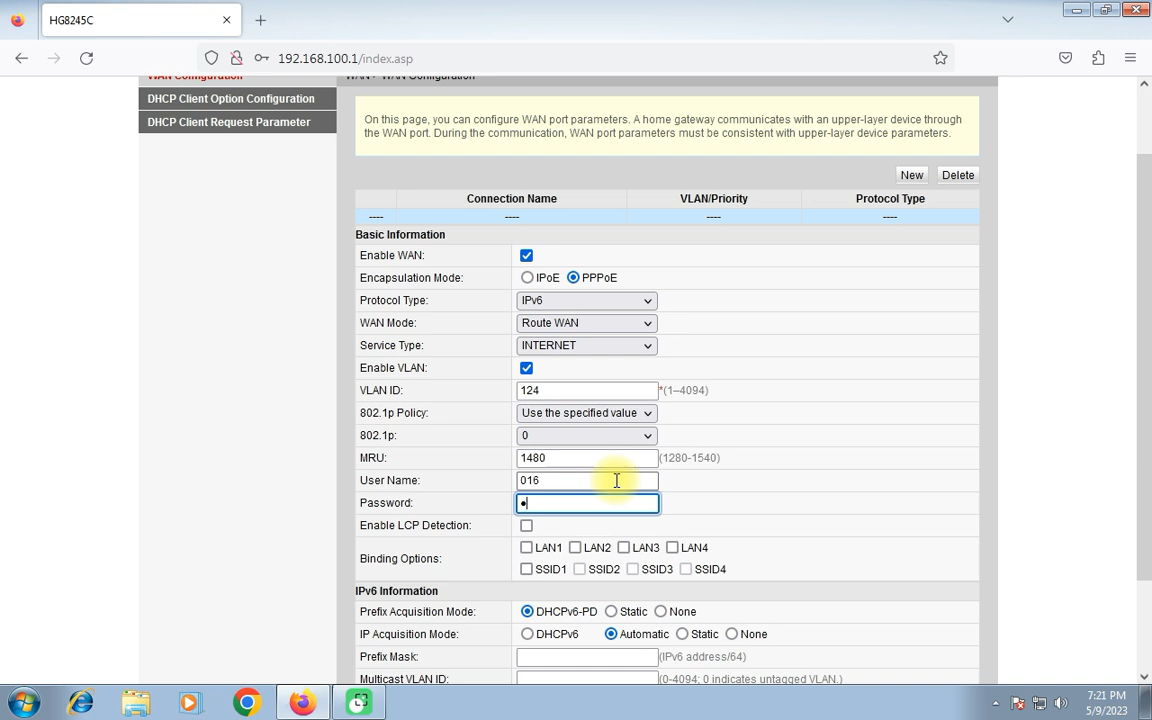 HG8245C
192.168.100.1/index.asp
WAN Configuration
WAN > WAN Configuration
DHCP Client Option Configuration
DHCP Client Request Parameter
On this page, you can configure WAN port parameters. A home gateway communicates with an upper-layer device through
the WAN port. During the communication, WAN port parameters must be consistent with upper-layer device parameters.
New Delete
Connection Name VLAN/Priority Protocol Type
---- ---- ---- ----
Basic Information
Enable WAN:
Encapsulation Mode: IPoE PPPoE
Protocol Type: IPv6
WAN Mode: Route WAN
Service Type: INTERNET
Enable VLAN:
VLAN ID: 124 *(1–4094)
802.1p Policy: Use the specified value
802.1p: 0
MRU: 1480 (1280-1540)
User Name: 016
Password: •
Enable LCP Detection:
Binding Options: LAN1 LAN2 LAN3 LAN4
SSID1 SSID2 SSID3 SSID4
IPv6 Information
Prefix Acquisition Mode: DHCPv6-PD Static None
IP Acquisition Mode: DHCPv6 Automatic Static None
Prefix Mask: (IPv6 address/64)
Multicast VLAN ID: (0-4094; 0 indicates untagged VLAN.)
7:21 PM
5/9/2023